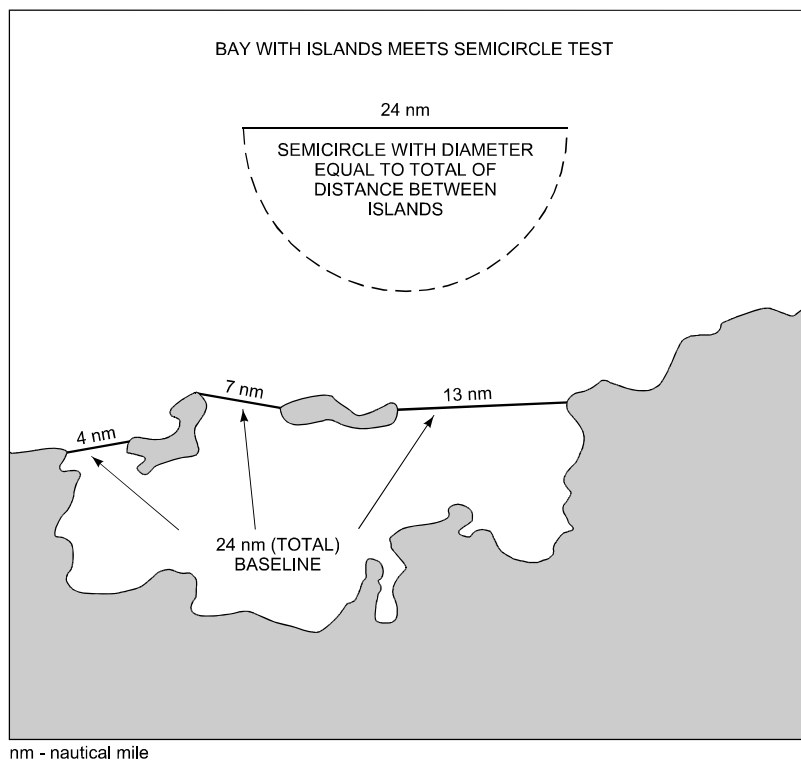 BAY WITH ISLANDS MEETS SEMICIRCLE TEST
24 nm
SEMICIRCLE WITH DIAMETER
EQUAL TO TOTAL OF
DISTANCE BETWEEN
ISLANDS
7 nm
13 nm
4 nm
24 nm (TOTAL)
BASELINE
nm - nautical mile